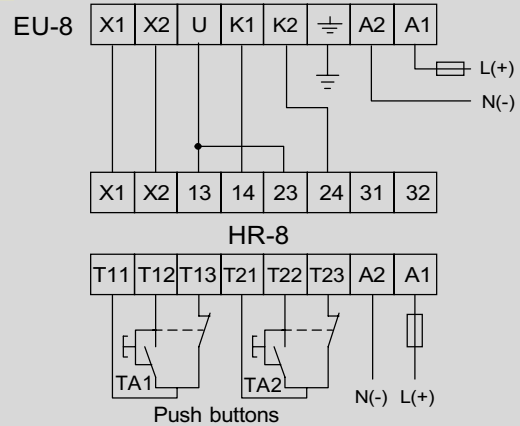 EU-8 X1 X2 U K1 K2 A2 A1
L(+)
N(-)
X1 X2 13 14 23 24 31 32
HR-8
T11 T12 T13 T21 T22 T23 A2 A1
TA1 TA2 N(-) L(+)
Push buttons